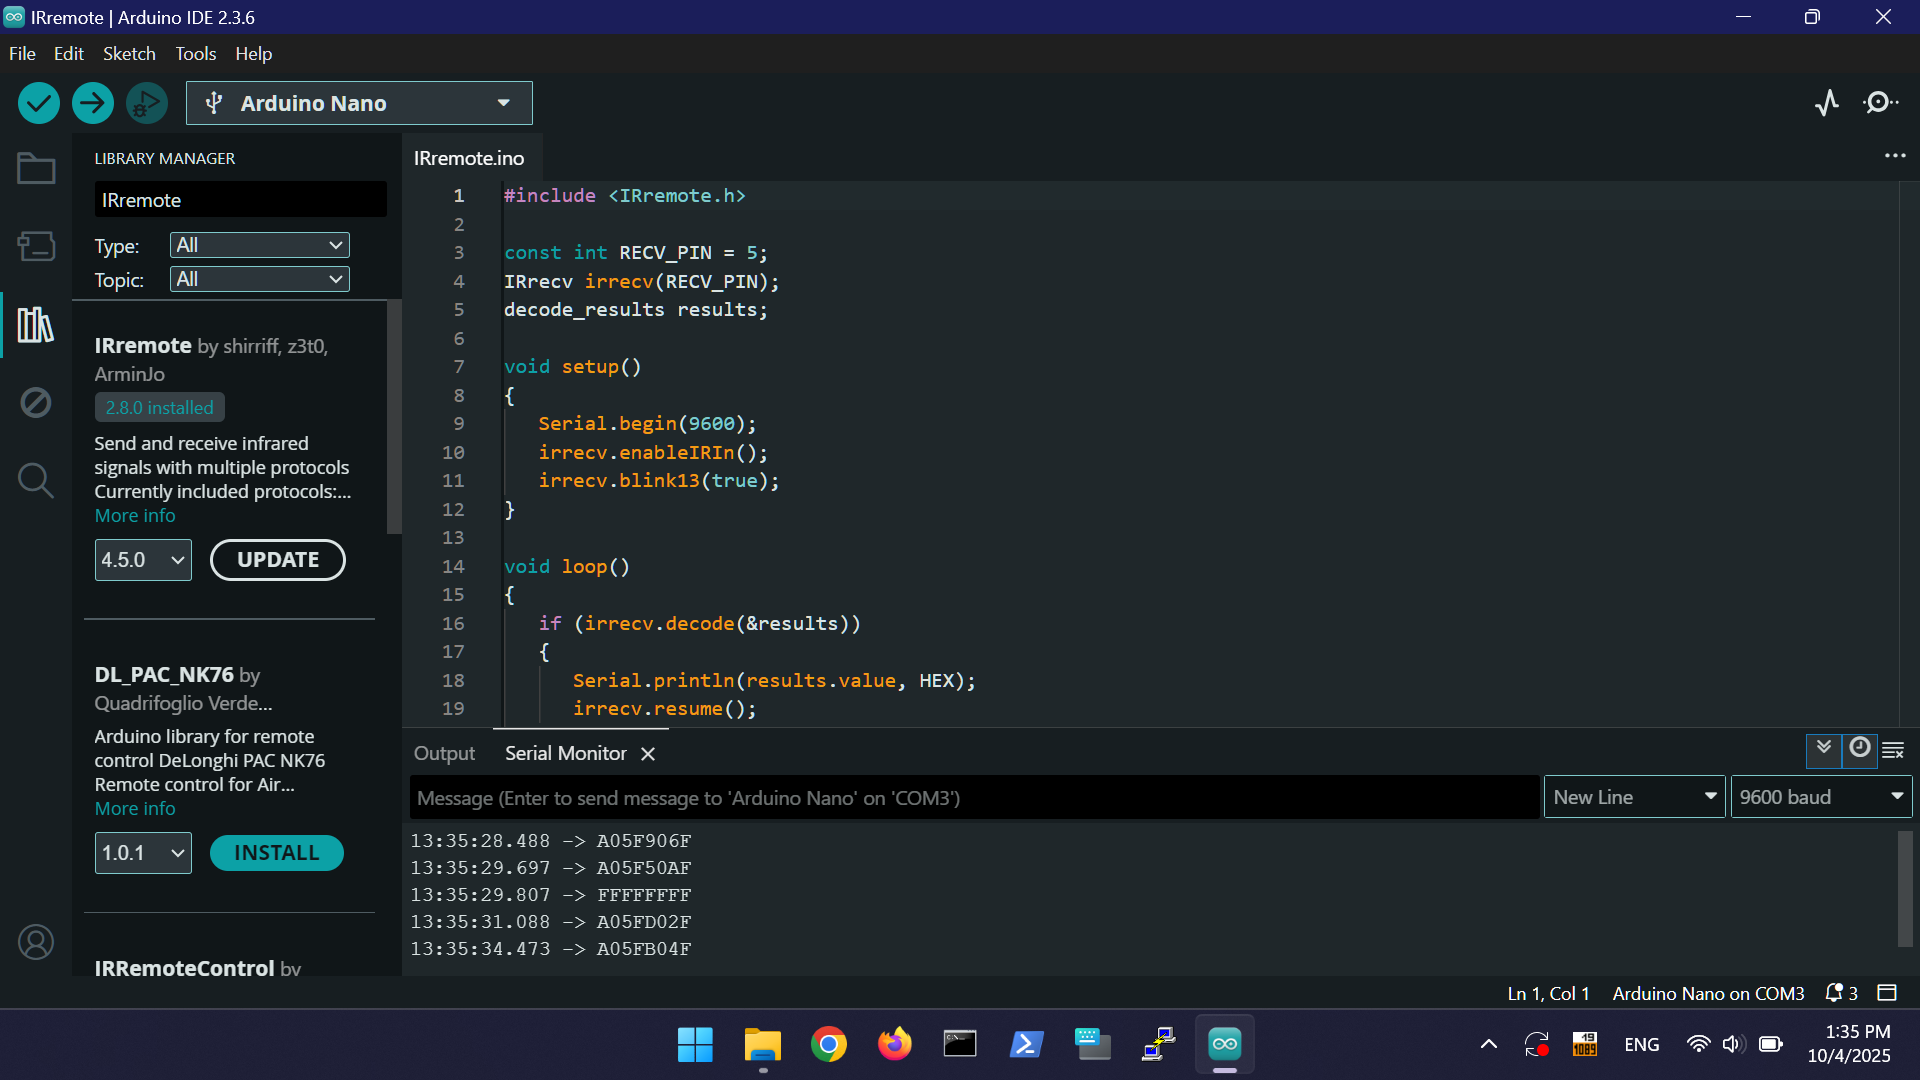 IRremote | Arduino IDE 2.3.6
File Edit Sketch Tools Help
Arduino Nano
LIBRARY MANAGER
IRremote
Type: All
Topic: All
IRremote by shirriff, z3t0,
ArminJo
2.8.0 installed
Send and receive infrared
signals with multiple protocols
Currently included protocols:...
More info
4.5.0 UPDATE
DL_PAC_NK76 by
Quadrifoglio Verde...
Arduino library for remote
control DeLonghi PAC NK76
Remote control for Air...
More info
1.0.1 INSTALL
IRRemoteControl by
IRremote.ino
1 #include <IRremote.h>
2
3 const int RECV_PIN = 5;
4 IRrecv irrecv(RECV_PIN);
5 decode_results results;
6
7 void setup()
8 {
9 Serial.begin(9600);
10 irrecv.enableIRIn();
11 irrecv.blink13(true);
12 }
13
14 void loop()
15 {
16 if (irrecv.decode(&results))
17 {
18 Serial.println(results.value, HEX);
19 irrecv.resume();
Output Serial Monitor
Message (Enter to send message to 'Arduino Nano' on 'COM3')
New Line 9600 baud
13:35:28.488 -> A05F906F
13:35:29.697 -> A05F50AF
13:35:29.807 -> FFFFFFFF
13:35:31.088 -> A05FD02F
13:35:34.473 -> A05FB04F
Ln 1, Col 1 Arduino Nano on COM3 3
19
1089
ENG
1:35 PM
10/4/2025